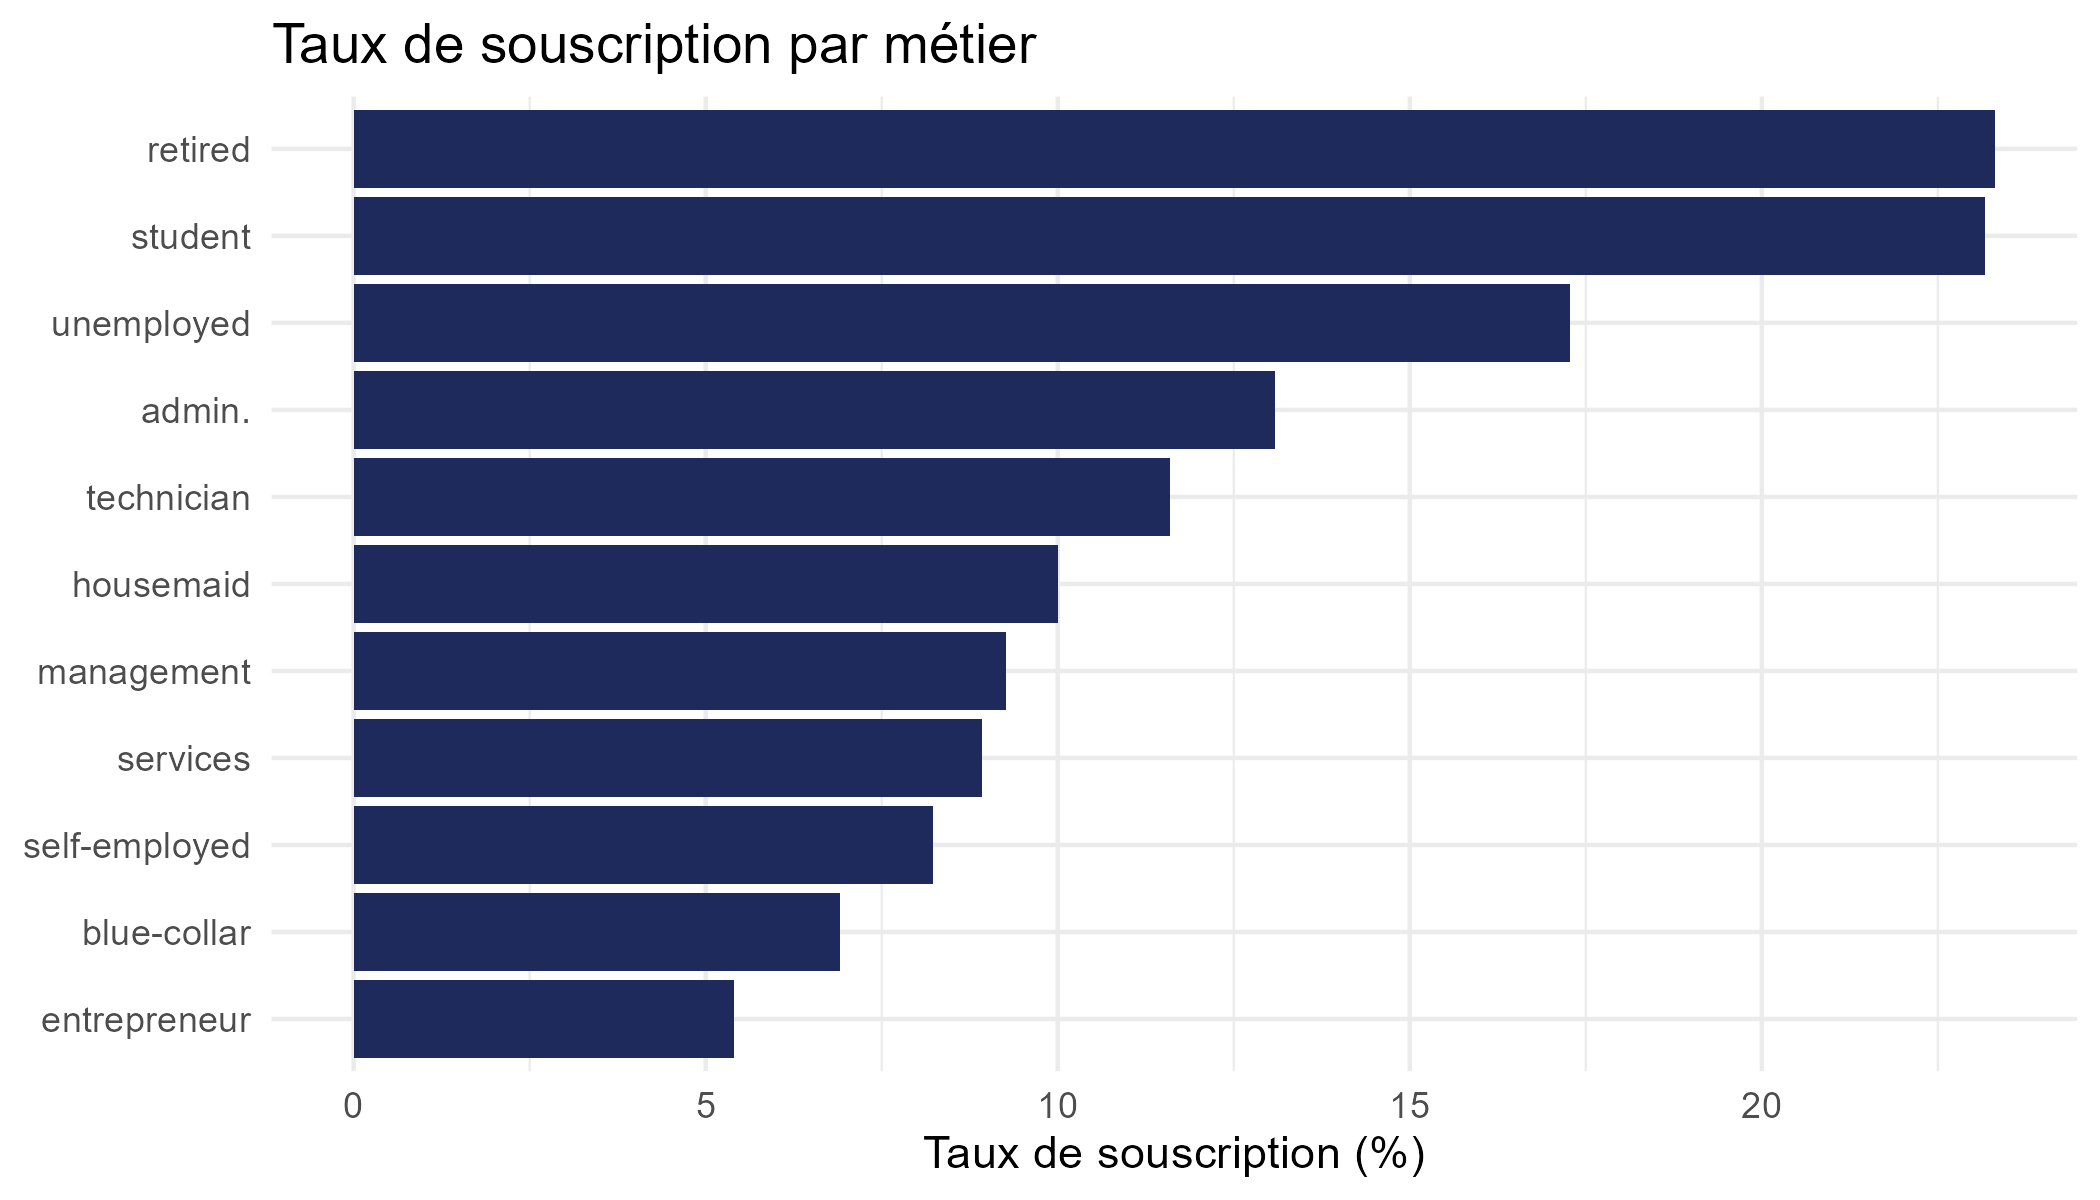 Taux de souscription par métier
retired
student
unemployed
admin.
technician
housemaid
management
services
self-employed
blue-collar
entrepreneur
0 5 10 15 20
Taux de souscription (%)